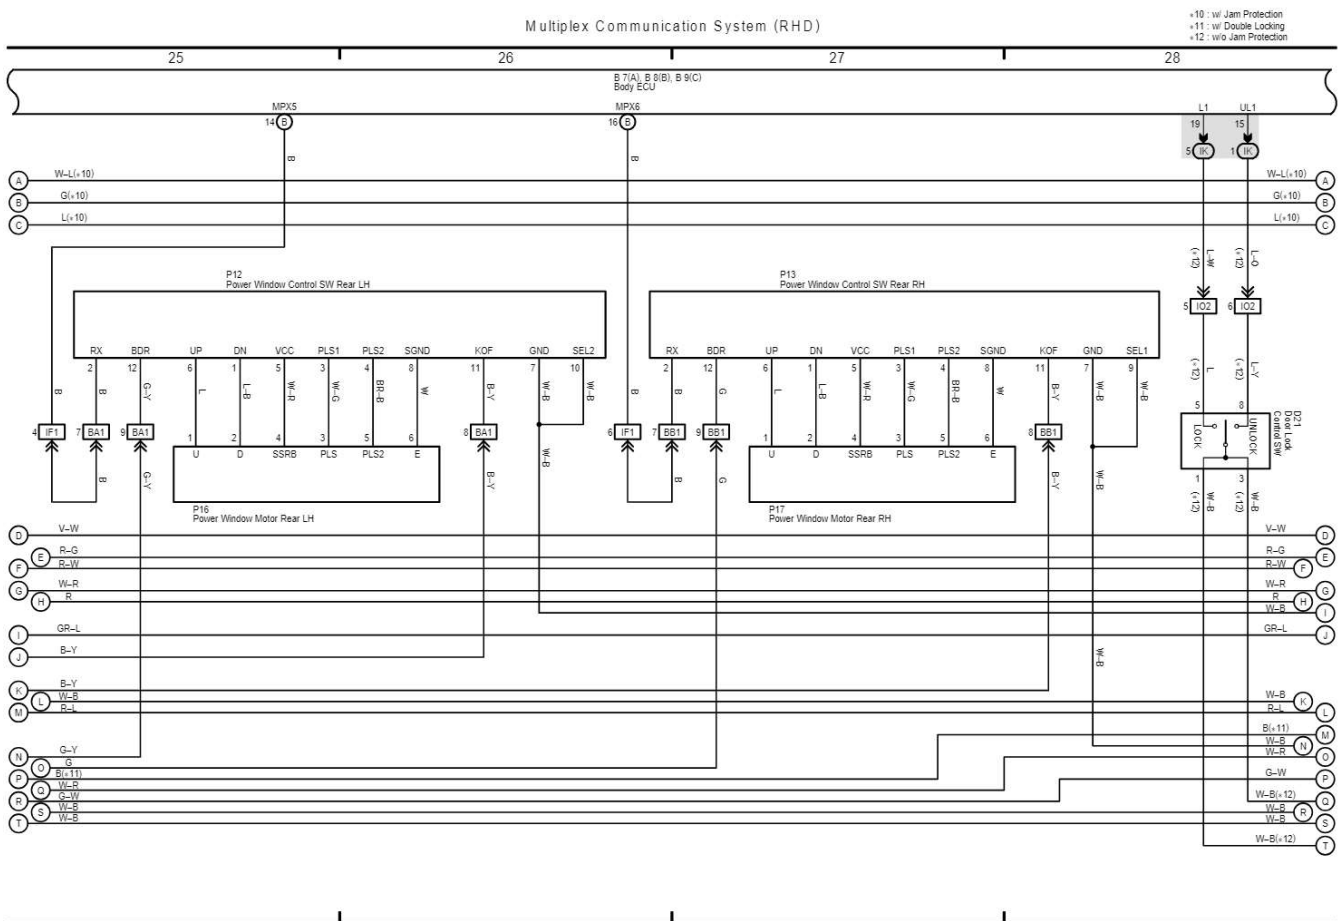 Multiplex Communication System (RHD)
∗10 : w/ Jam Protection
∗11 : w/ Double Locking
∗12 : w/o Jam Protection
25 26 27 28
B 7(A), B 8(B), B 9(C)
Body ECU
MPX5 MPX6 L1 UL1
14 B 16 B 19 15
5 IK 1 IK
B B
A W–L(∗10) W–L(∗10) A
B G(∗10) G(∗10) B
C L(∗10) L(∗10) C
L–W (∗12) L–O (∗12)
P12
Power Window Control SW Rear LH
P13
Power Window Control SW Rear RH
5 IO2 6 IO2
RX BDR UP DN VCC PLS1 PLS2 SGND KOF GND SEL2
2 12 6 1 5 3 4 8 11 7 10
RX BDR UP DN VCC PLS1 PLS2 SGND KOF GND SEL1
2 12 6 1 5 3 4 8 11 7 9
B B G–Y L L–B W–R W–G BR–B W B–Y W–B W–B
B B G L L–B W–R W–G BR–B W B–Y W–B W–B
L (∗12) L–Y (∗12)
4 IF1 7 BA1 9 BA1 8 BA1
6 IF1 7 BB1 9 BB1 8 BB1
1 2 4 3 5 6
U D SSRB PLS PLS2 E
1 2 4 3 5 6
U D SSRB PLS PLS2 E
5 8
LOCK UNLOCK
D21
Door Lock
Control SW
1 3
W–B (∗12) W–B (∗12)
B G–Y B–Y W–B
B G B–Y W–B
P16
Power Window Motor Rear LH
P17
Power Window Motor Rear RH
D V–W V–W D
E R–G R–G E
F R–W R–W F
G W–R W–R G
H R R H
W–B I
I GR–L GR–L J
J B–Y
W–B
K B–Y
L W–B W–B K
M R–L R–L L
B(∗11) M
W–B N
N G–Y W–R O
O G
P B(∗11) G–W P
Q W–R
R G–W W–B(∗12) Q
S W–B W–B R
T W–B W–B S
W–B(∗12) T